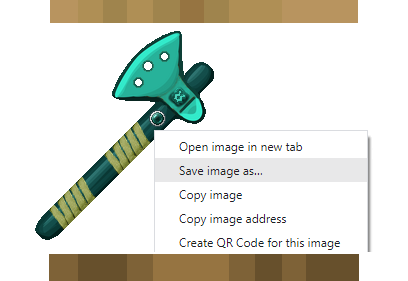 Open image in new tab
Save image as...
Copy image
Copy image address
Create QR Code for this image